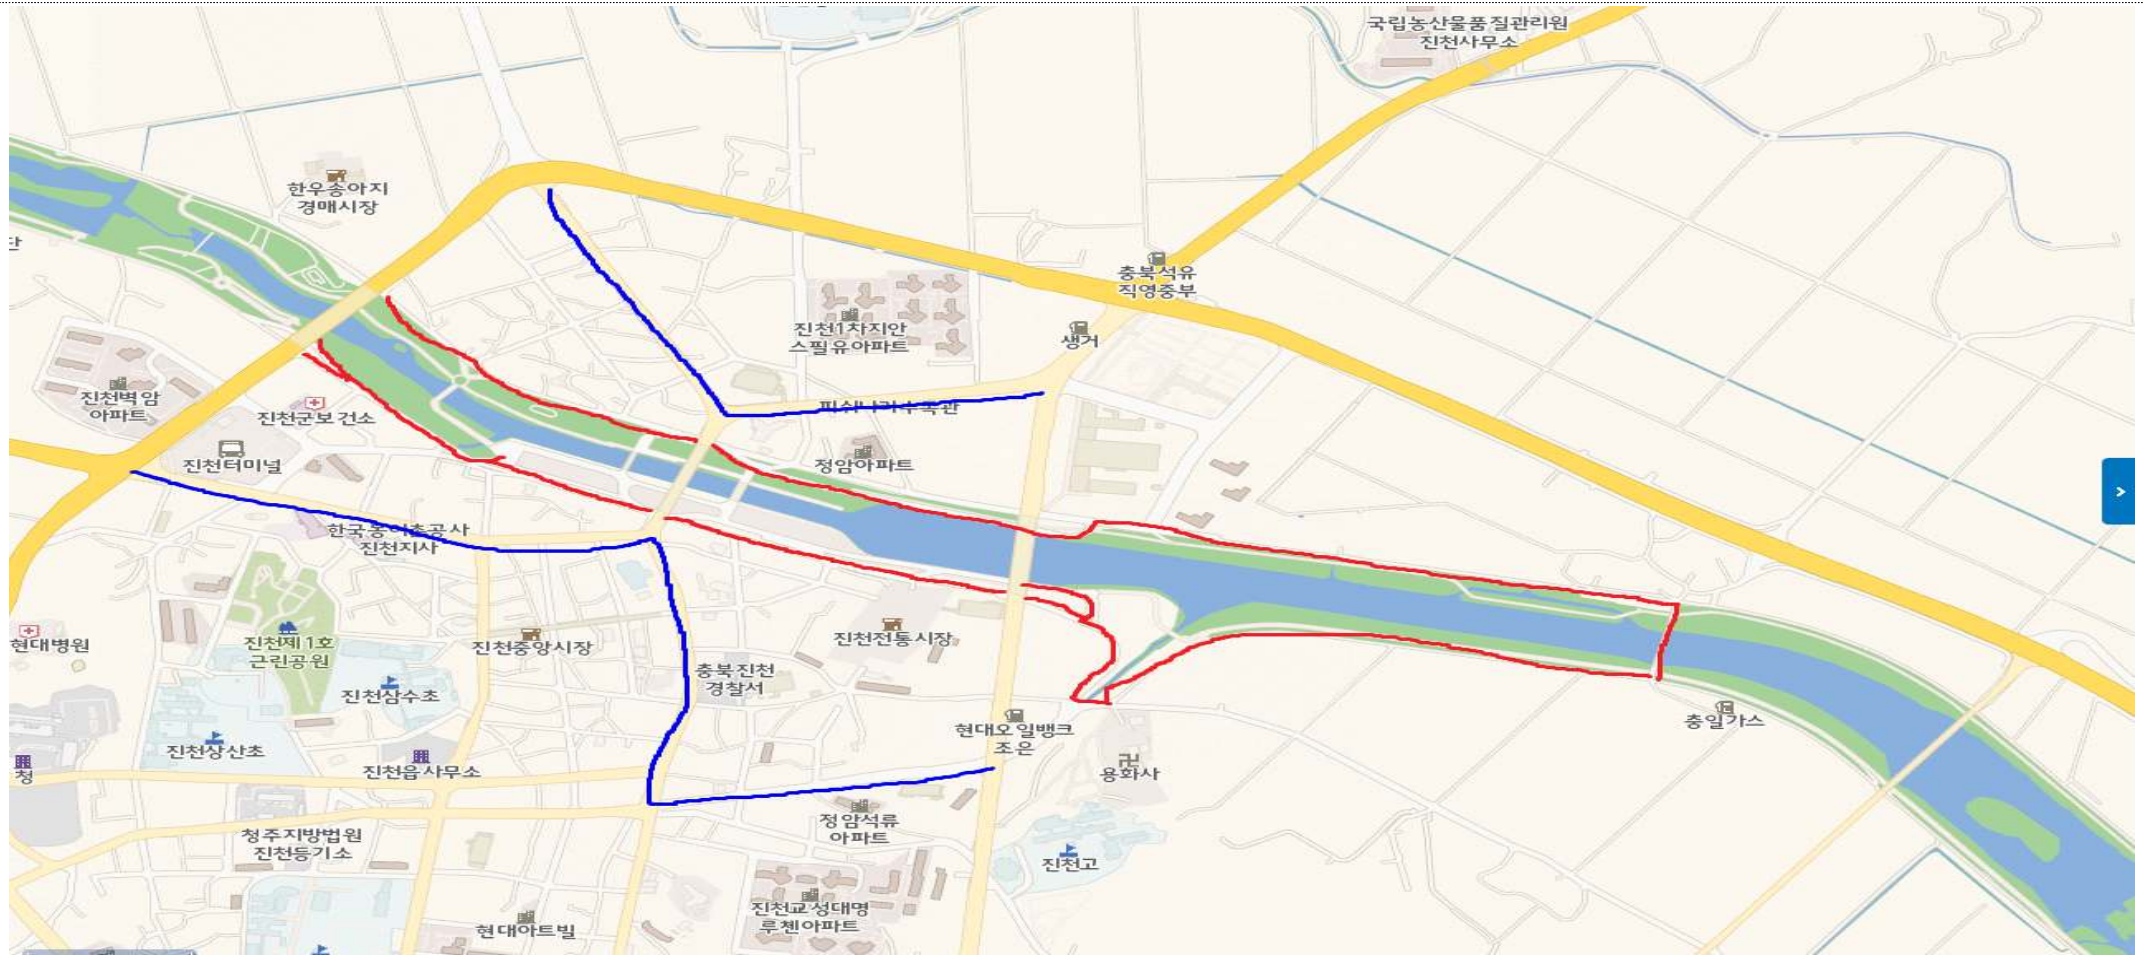 국립농산물품질관리원
진천사무소
한우송아지
경매시장
단
충북석유
직영중부
진천1차지안
스필유아파트
생거
진천벽암
아파트
진천군보건소
진천터미널
정암아파트
한국농어촌공사
진천지사
현대병원
진천제1호
근린공원
진천중앙시장
진천전통시장
충북진천
경찰서
진천삼수초
진천상산초
진천읍사무소
청
현대오일뱅크
조은
용화사
충일가스
청주지방법원
진천등기소
정암석류
아파트
진천고
진천교성대명
루첸아파트
현대아트빌
>